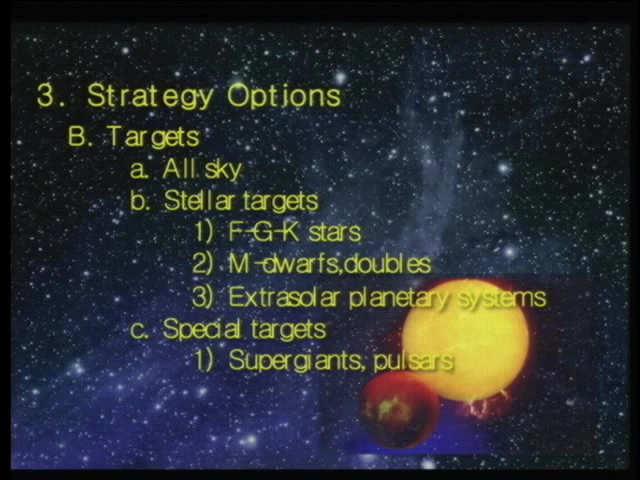 3. Strategy Options
B. Targets
a. All sky
b. Stellar targets
1) F-G-K stars
2) M-dwarfs,doubles
3) Extrasolar planetary systems
c. Special targets
1) Supergiants, pulsars